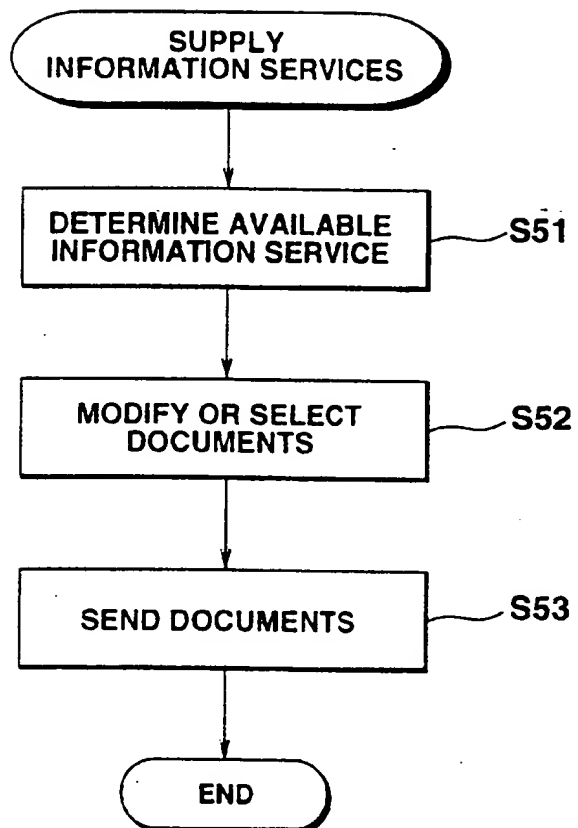 SUPPLY
INFORMATION SERVICES
DETERMINE AVAILABLE
INFORMATION SERVICE
S51
MODIFY OR SELECT
DOCUMENTS
S52
SEND DOCUMENTS
S53
END